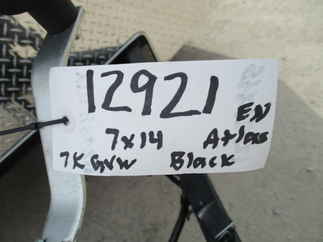 12921
EN
7x14 Atlas
7K GVW Black